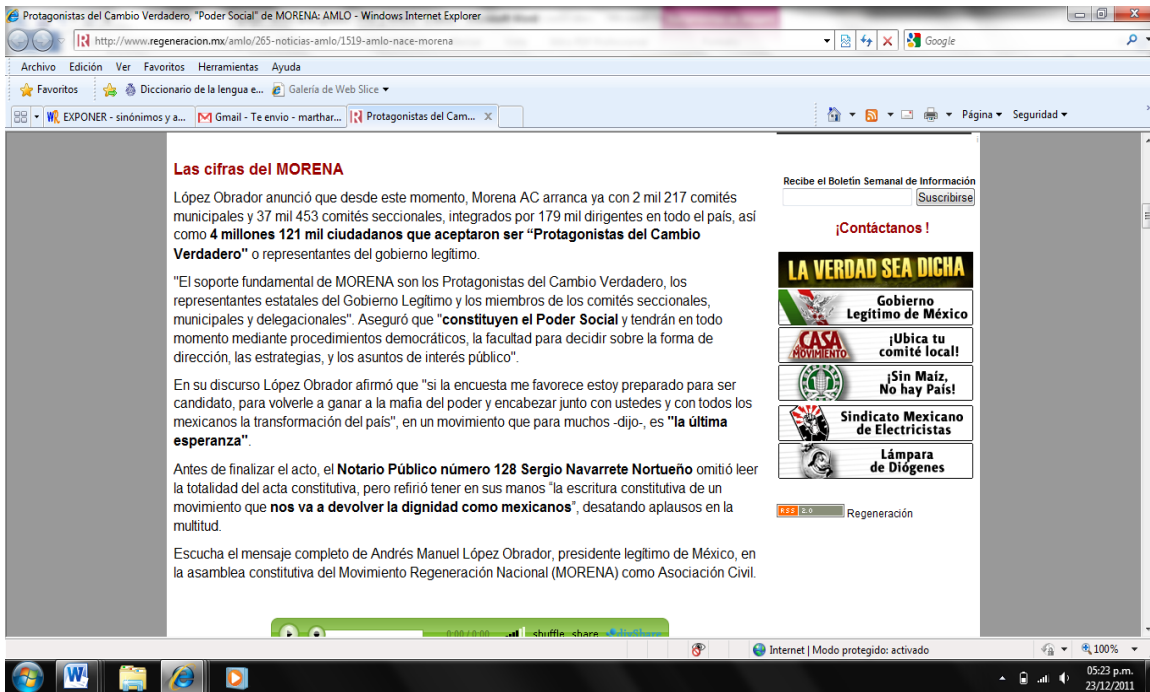 Protagonistas del Cambio Verdadero, "Poder Social" de MORENA: AMLO - Windows Internet Explorer
http://www.regeneracion.mx/amlo/265-noticias-amlo/1519-amlo-nace-morena
Google
Archivo Edición Ver Favoritos Herramientas Ayuda
Favoritos Diccionario de la lengua e... Galería de Web Slice
EXPONER - sinónimos y a... Gmail - Te envio - marthar... Protagonistas del Cam... X Página Seguridad
Las cifras del MORENA
López Obrador anunció que desde este momento, Morena AC arranca ya con 2 mil 217 comités
municipales y 37 mil 453 comités seccionales, integrados por 179 mil dirigentes en todo el país, así
como 4 millones 121 mil ciudadanos que aceptaron ser “Protagonistas del Cambio
Verdadero" o representantes del gobierno legítimo.
"El soporte fundamental de MORENA son los Protagonistas del Cambio Verdadero, los
representantes estatales del Gobierno Legítimo y los miembros de los comités seccionales,
municipales y delegacionales". Aseguró que "constituyen el Poder Social y tendrán en todo
momento mediante procedimientos democráticos, la facultad para decidir sobre la forma de
dirección, las estrategias, y los asuntos de interés público".
En su discurso López Obrador afirmó que "si la encuesta me favorece estoy preparado para ser
candidato, para volverle a ganar a la mafia del poder y encabezar junto con ustedes y con todos los
mexicanos la transformación del país", en un movimiento que para muchos -dijo-, es "la última
esperanza".
Antes de finalizar el acto, el Notario Público número 128 Sergio Navarrete Nortueño omitió leer
la totalidad del acta constitutiva, pero refirió tener en sus manos “la escritura constitutiva de un
movimiento que nos va a devolver la dignidad como mexicanos”, desatando aplausos en la
multitud.
Escucha el mensaje completo de Andrés Manuel López Obrador, presidente legítimo de México, en
la asamblea constitutiva del Movimiento Regeneración Nacional (MORENA) como Asociación Civil.
0:00 / 0:00 shuffle share divShare
Recibe el Boletín Semanal de Información
Suscribirse
¡Contáctanos !
LA VERDAD SEA DICHA
Gobierno
Legítimo de México
CASA
MOVIMIENTO
¡Ubica tu
comité local!
¡Sin Maíz,
No hay País!
Sindicato Mexicano
de Electricistas
Lámpara
de Diógenes
RSS 2.0 Regeneración
Internet | Modo protegido: activado 100%
05:23 p.m.
23/12/2011